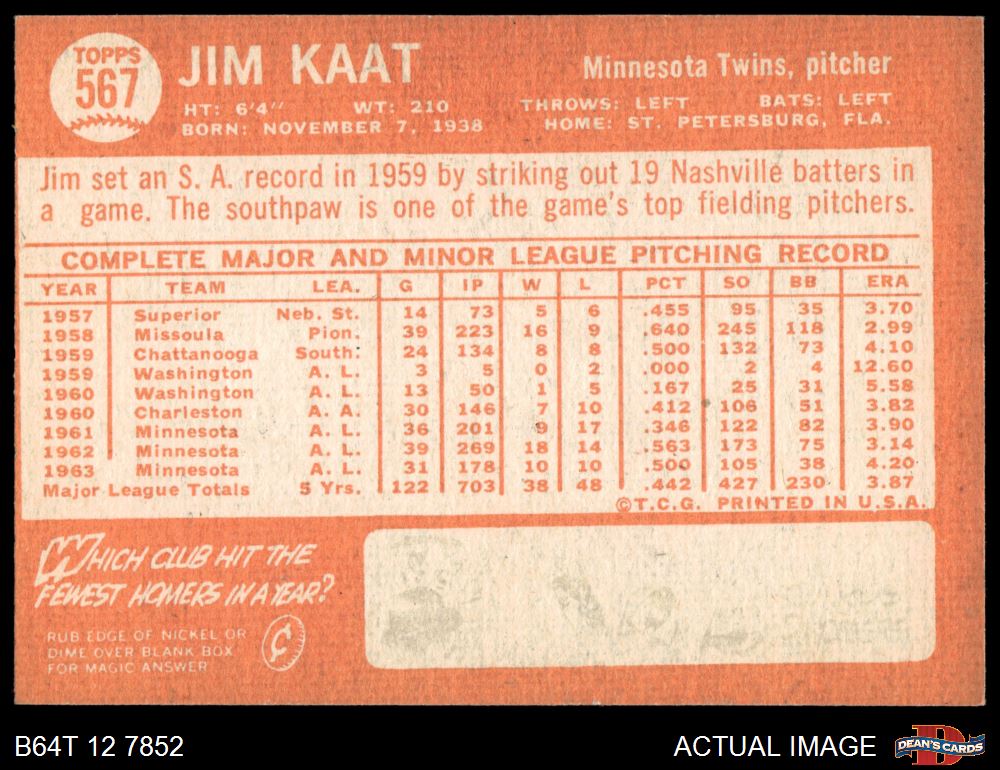 TOPPS
567
JIM KAAT
Minnesota Twins, pitcher
HT: 6'4" WT: 210 THROWS: LEFT BATS: LEFT
BORN: NOVEMBER 7, 1938 HOME: ST. PETERSBURG, FLA.
Jim set an S. A. record in 1959 by striking out 19 Nashville batters in
a game. The southpaw is one of the game's top fielding pitchers.
COMPLETE MAJOR AND MINOR LEAGUE PITCHING RECORD
YEAR TEAM LEA. G IP W L PCT SO BB ERA
1957 Superior Neb. St. 14 73 5 6 .455 95 35 3.70
1958 Missoula Pion. 39 223 16 9 .640 245 118 2.99
1959 Chattanooga South. 24 134 8 8 .500 132 73 4.10
1959 Washington A. L. 3 5 0 2 .000 2 4 12.60
1960 Washington A. L. 13 50 1 5 .167 25 31 5.58
1960 Charleston A. A. 30 146 7 10 .412 106 51 3.82
1961 Minnesota A. L. 36 201 9 17 .346 122 82 3.90
1962 Minnesota A. L. 39 269 18 14 .563 173 75 3.14
1963 Minnesota A. L. 31 178 10 10 .500 105 38 4.20
Major League Totals 5 Yrs. 122 703 38 48 .442 427 230 3.87
©T.C.G. PRINTED IN U.S.A.
WHICH CLUB HIT THE
FEWEST HOMERS IN A YEAR?
RUB EDGE OF NICKEL OR
DIME OVER BLANK BOX
FOR MAGIC ANSWER
¢
B64T 12 7852
ACTUAL IMAGE
D
DEAN'S CARDS